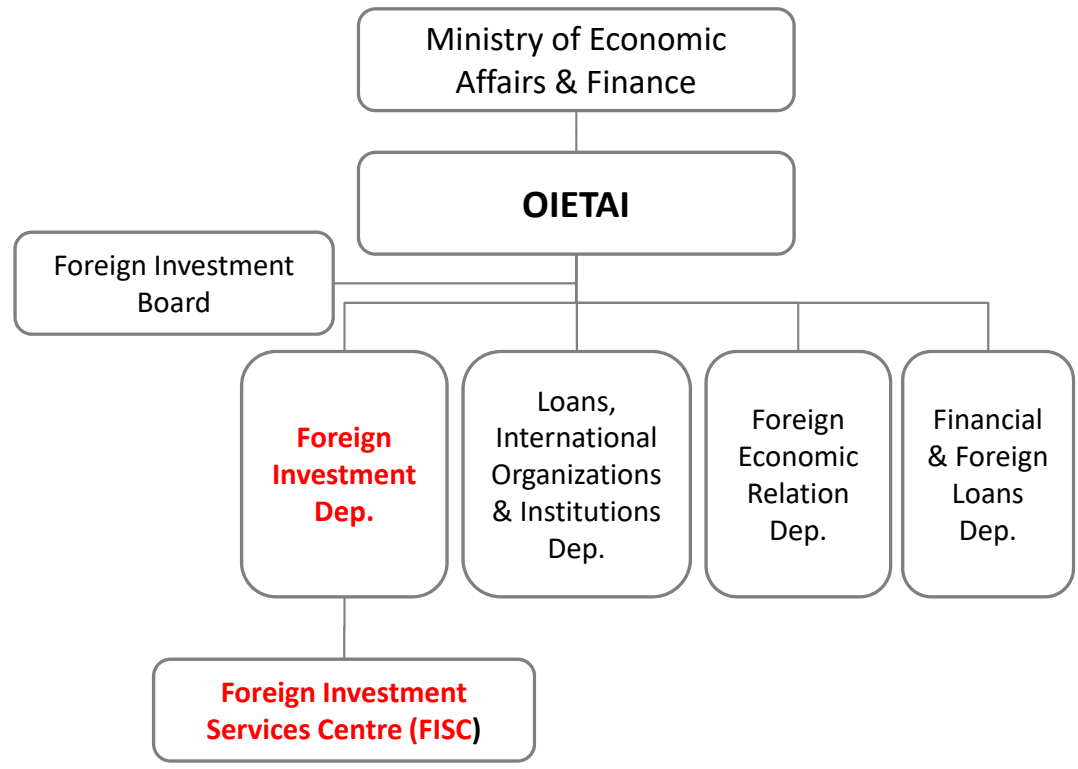 Ministry of Economic
Affairs & Finance
OIETAI
Foreign Investment
Board
Foreign
Investment
Dep.
Loans,
International
Organizations
& Institutions
Dep.
Foreign
Economic
Relation
Dep.
Financial
& Foreign
Loans
Dep.
Foreign Investment
Services Centre (FISC)